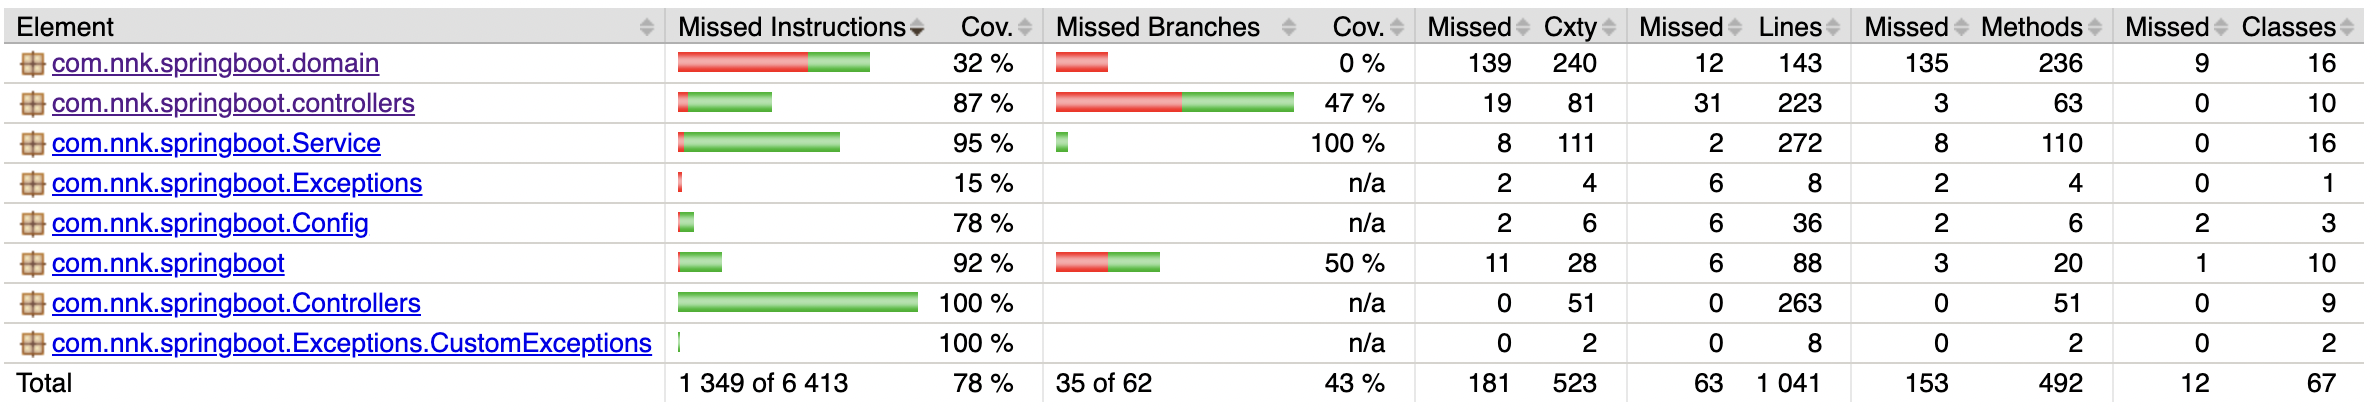 Element Missed Instructions Cov. Missed Branches Cov. Missed Cxty Missed Lines Missed Methods Missed Classes
com.nnk.springboot.domain 32 % 0 % 139 240 12 143 135 236 9 16
com.nnk.springboot.controllers 87 % 47 % 19 81 31 223 3 63 0 10
com.nnk.springboot.Service 95 % 100 % 8 111 2 272 8 110 0 16
com.nnk.springboot.Exceptions 15 % n/a 2 4 6 8 2 4 0 1
com.nnk.springboot.Config 78 % n/a 2 6 6 36 2 6 2 3
com.nnk.springboot 92 % 50 % 11 28 6 88 3 20 1 10
com.nnk.springboot.Controllers 100 % n/a 0 51 0 263 0 51 0 9
com.nnk.springboot.Exceptions.CustomExceptions 100 % n/a 0 2 0 8 0 2 0 2
Total 1 349 of 6 413 78 % 35 of 62 43 % 181 523 63 1 041 153 492 12 67